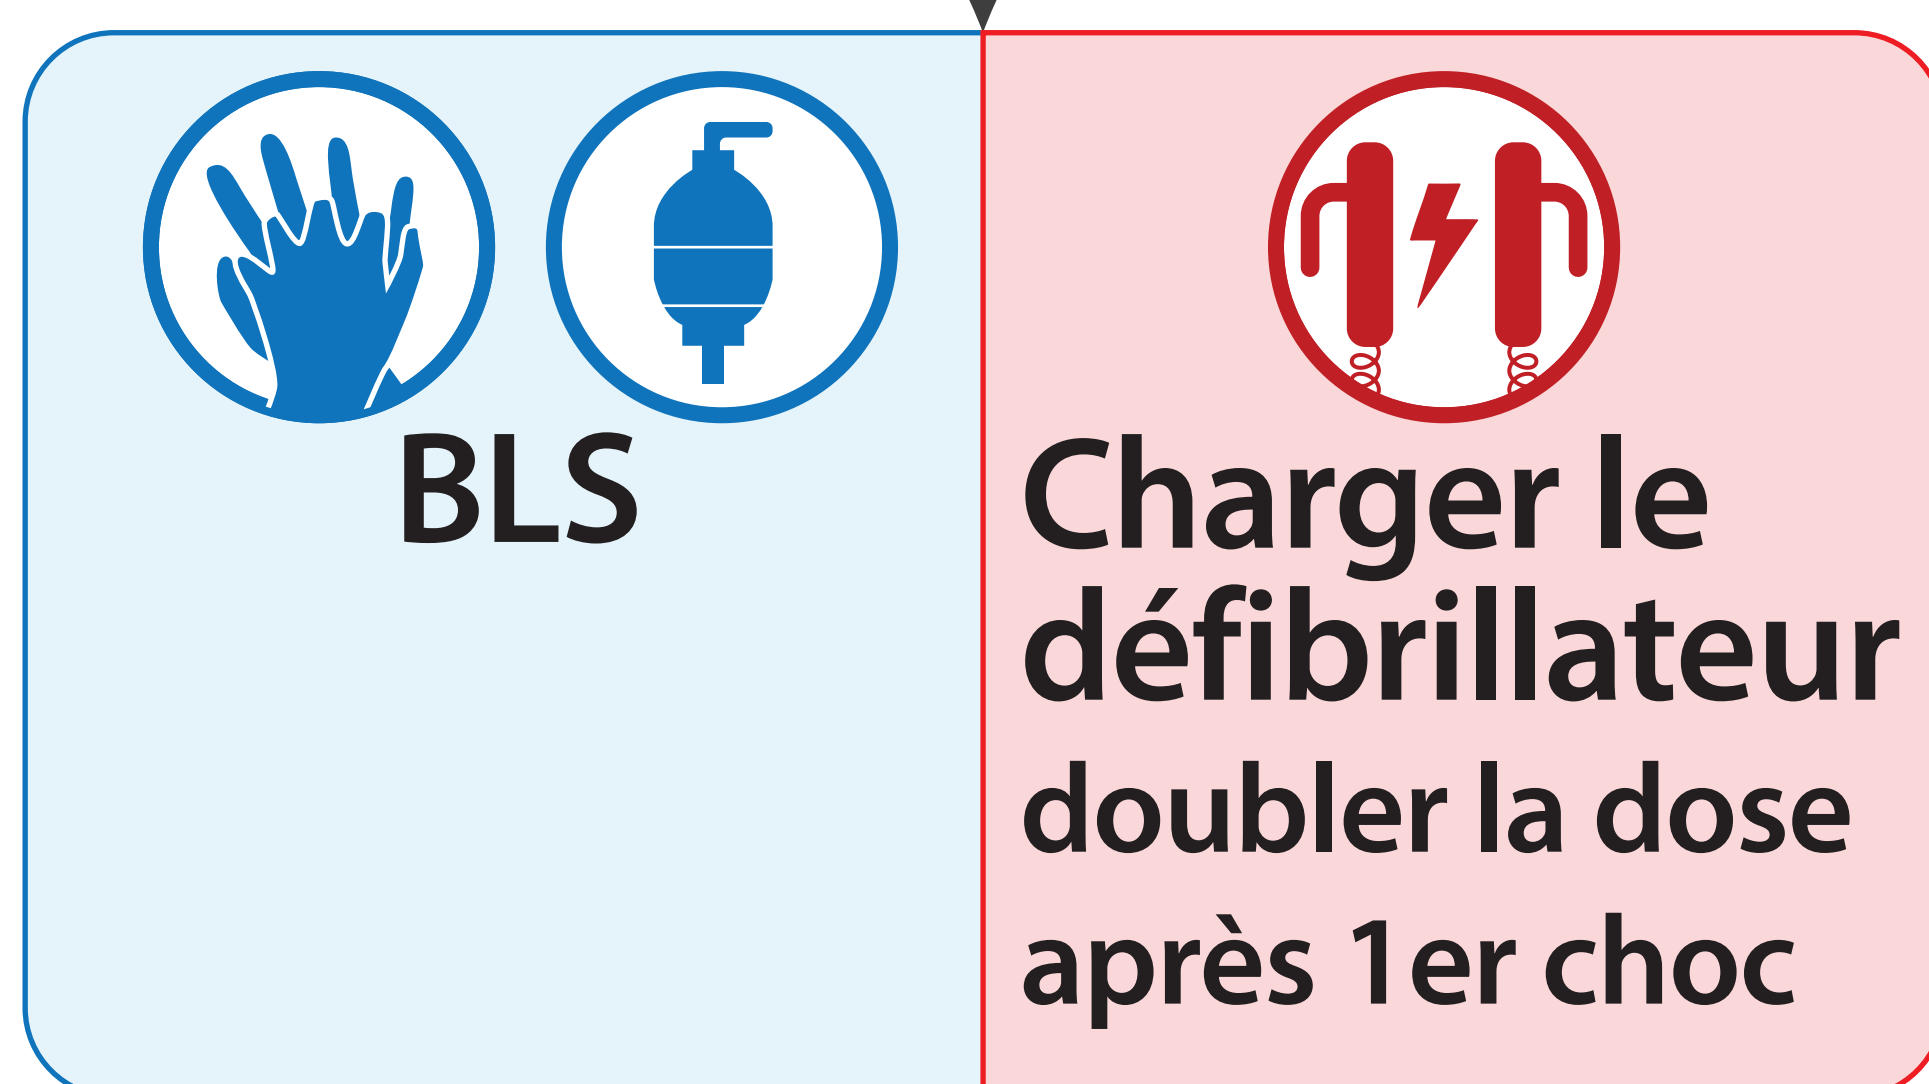 BLS
Charger le
défibrillateur
doubler la dose
après 1er choc